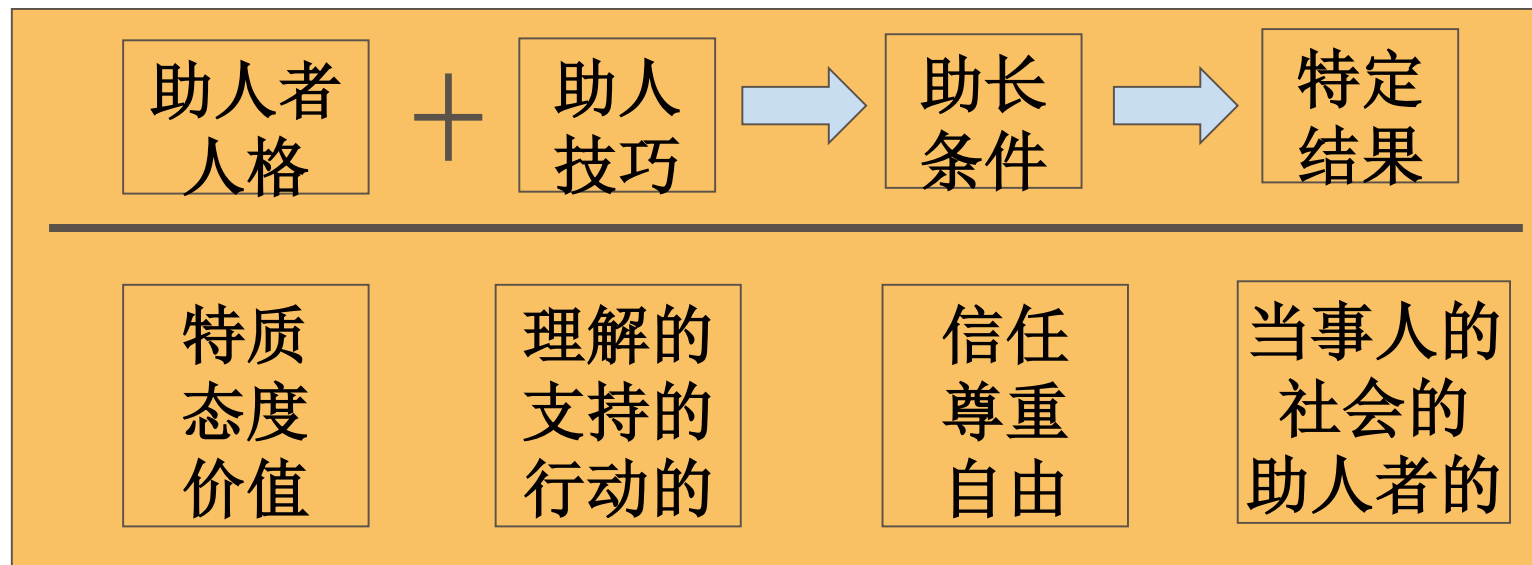 助人者
人格
+
助人
技巧
助长
条件
特定
结果
特质
态度
价值
理解的
支持的
行动的
信任
尊重
自由
当事人的
社会的
助人者的